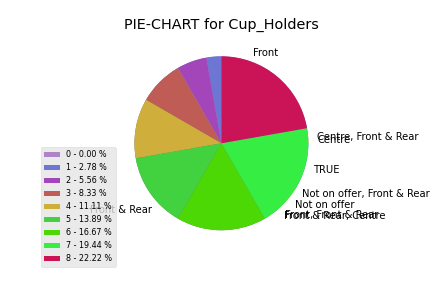 PIE-CHART for Cup_Holders
Front
Centre, Front & Rear
Centre
TRUE
Not on offer, Front & Rear
Not on offer
Front, Front & Rear
Front & Rear, Centre
Front & Rear
0 - 0.00 %
1 - 2.78 %
2 - 5.56 %
3 - 8.33 %
4 - 11.11 %
5 - 13.89 %
6 - 16.67 %
7 - 19.44 %
8 - 22.22 %